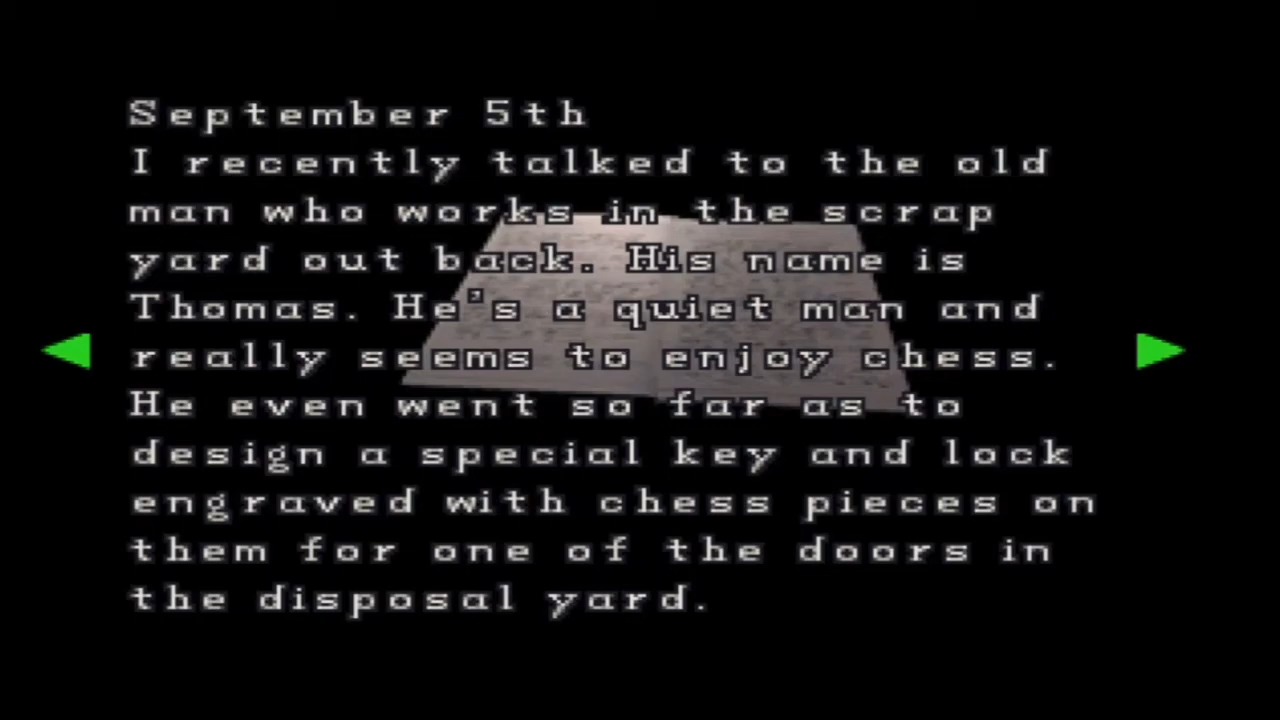 September 5th
I recently talked to the old
man who works in the scrap
yard out back. His name is
Thomas. He's a quiet man and
really seems to enjoy chess.
He even went so far as to
design a special key and lock
engraved with chess pieces on
them for one of the doors in
the disposal yard.